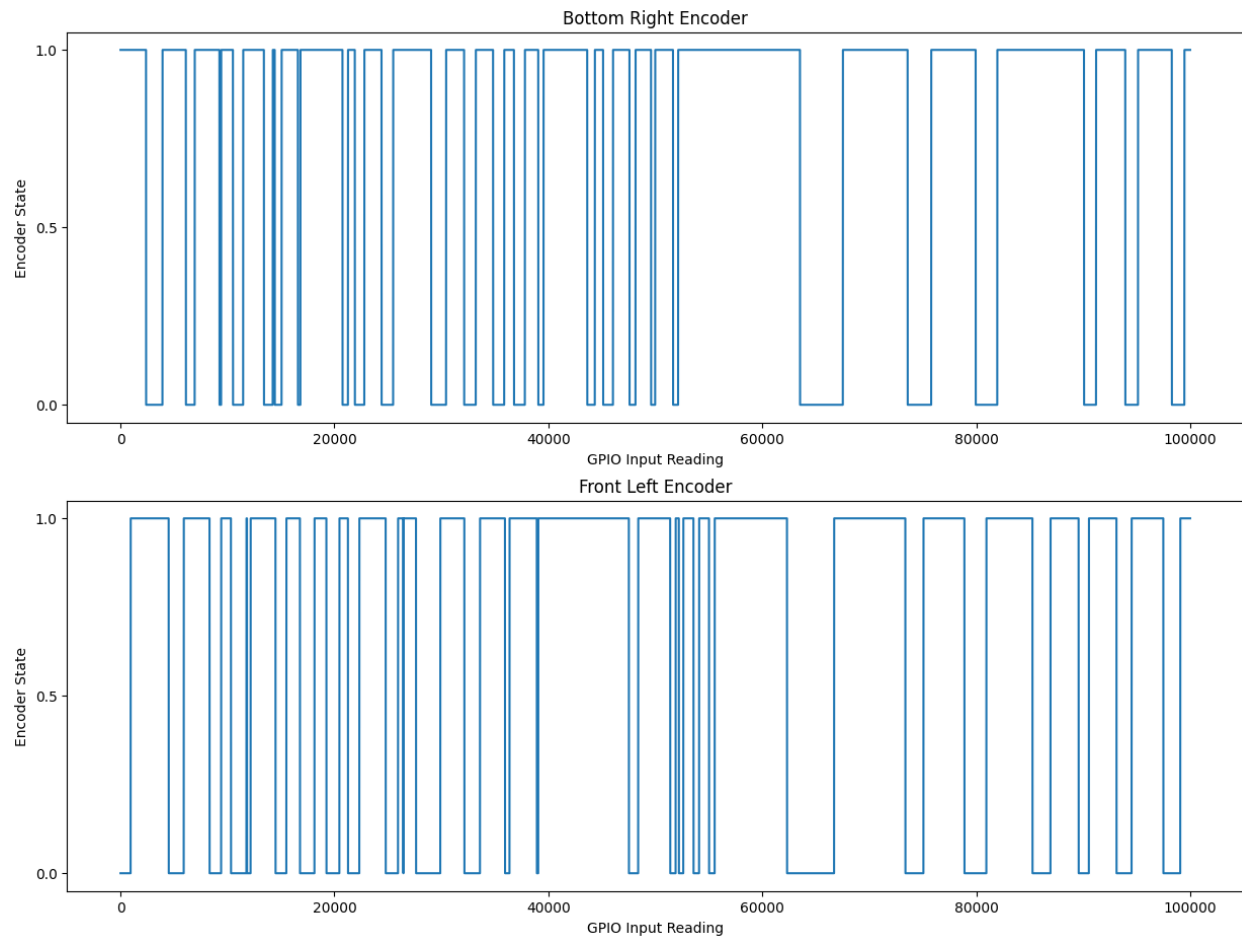 Bottom Right Encoder
1.0
0.5
0.0
Encoder State
0 20000 40000 60000 80000 100000
GPIO Input Reading
Front Left Encoder
1.0
0.5
0.0
Encoder State
0 20000 40000 60000 80000 100000
GPIO Input Reading